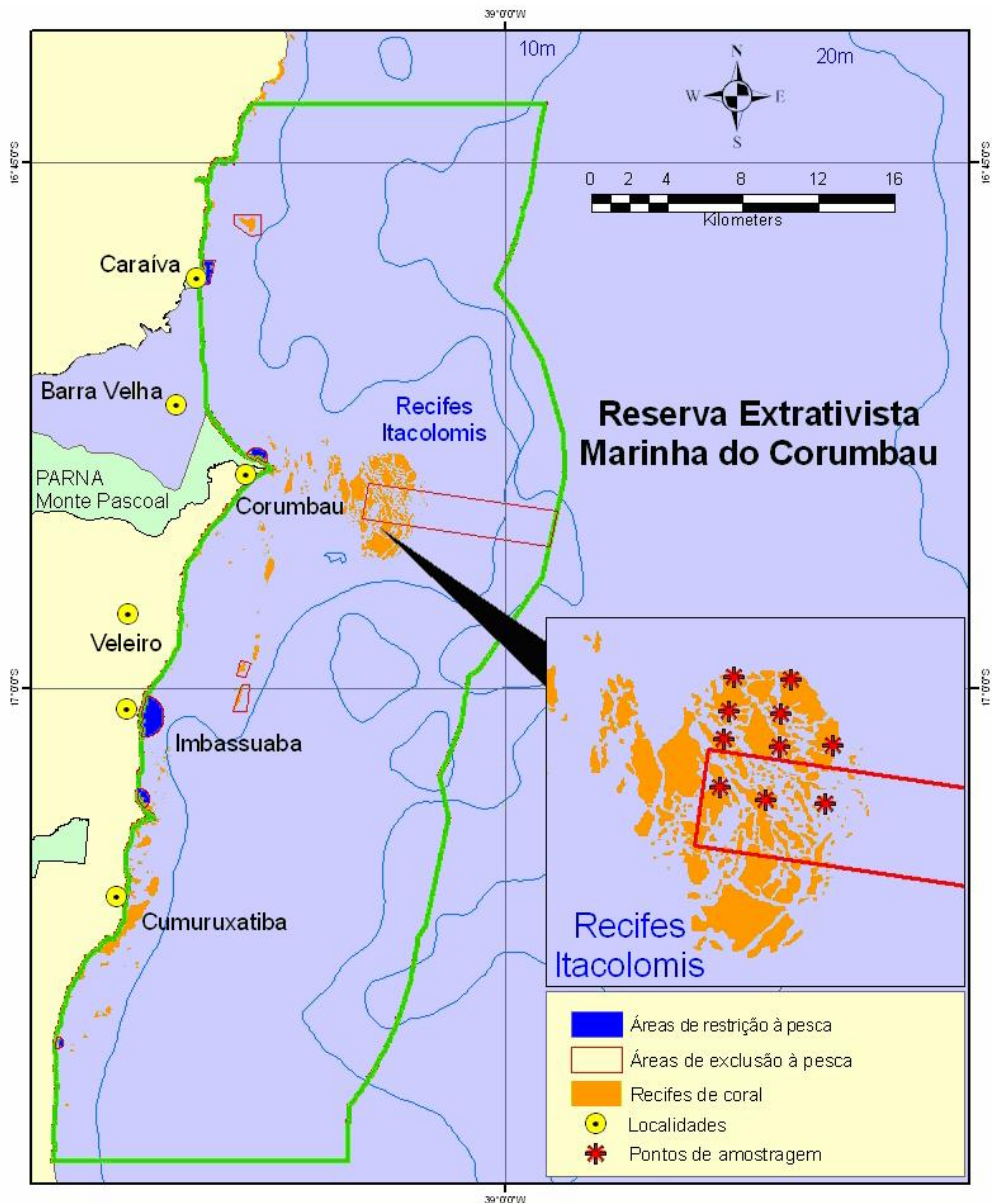 39°0'0"W
10m
20m
N
W E
S
16°45'0"S
16°45'0"S
0 2 4 8 12 16
Kilometers
Caraíva
Barra Velha
Recifes
Itacolomis
Reserva Extrativista
Marinha do Corumbau
PARNA
Monte Pascoal
Corumbau
Veleiro
17°0'0"S
17°0'0"S
Imbassuaba
Cumuruxatiba
Recifes
Itacolomis
Áreas de restrição à pesca
Áreas de exclusão à pesca
Recifes de coral
Localidades
Pontos de amostragem
39°0'0"W